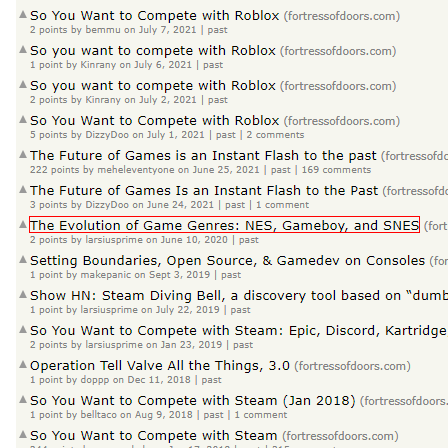 So You Want to Compete with Roblox (fortressofdoors.com)
2 points by bemmu on July 7, 2021 | past
So you want to compete with Roblox (fortressofdoors.com)
1 point by Kinrany on July 6, 2021 | past
So you want to compete with Roblox (fortressofdoors.com)
2 points by Kinrany on July 2, 2021 | past
So You Want to Compete with Roblox (fortressofdoors.com)
5 points by DizzyDoo on July 1, 2021 | past | 2 comments
The Future of Games is an Instant Flash to the past (fortressofdo
222 points by meheleventyone on June 25, 2021 | past | 169 comments
The Future of Games Is an Instant Flash to the Past (fortressofdo
3 points by DizzyDoo on June 24, 2021 | past | 1 comment
The Evolution of Game Genres: NES, Gameboy, and SNES (fort
2 points by larsiusprime on June 10, 2020 | past
Setting Boundaries, Open Source, & Gamedev on Consoles (for
1 point by makepanic on Sept 3, 2019 | past
Show HN: Steam Diving Bell, a discovery tool based on "dumb
1 point by larsiusprime on July 22, 2019 | past
So You Want to Compete with Steam: Epic, Discord, Kartridge,
2 points by larsiusprime on Jan 23, 2019 | past
Operation Tell Valve All the Things, 3.0 (fortressofdoors.com)
1 point by doppp on Dec 11, 2018 | past
So You Want to Compete with Steam (Jan 2018) (fortressofdoors.
1 point by belltaco on Aug 9, 2018 | past | 1 comment
So You Want to Compete with Steam (fortressofdoors.com)